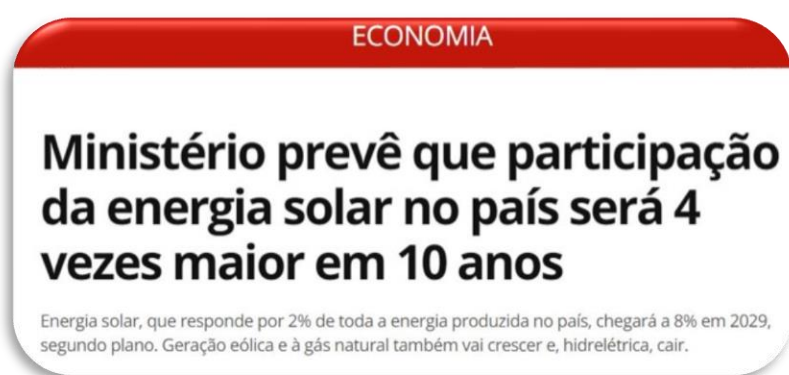 ECONOMIA
Ministério prevê que participação
da energia solar no país será 4
vezes maior em 10 anos
Energia solar, que responde por 2% de toda a energia produzida no país, chegará a 8% em 2029,
segundo plano. Geração eólica e à gás natural também vai crescer e, hidrelétrica, cair.